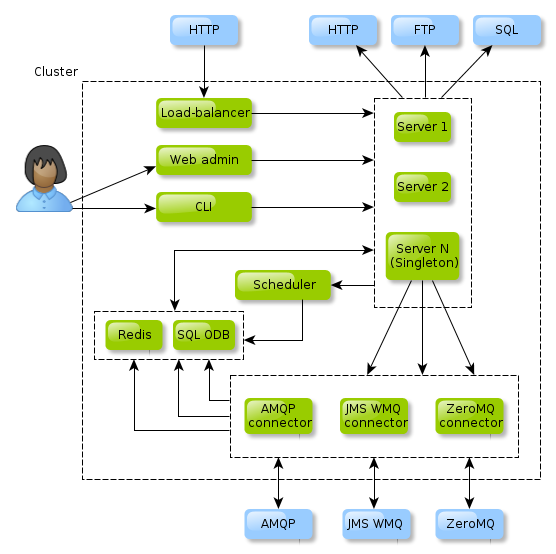 HTTP
HTTP
FTP
SQL
Cluster
Load-balancer
Server 1
Web admin
Server 2
CLI
Server N
(Singleton)
Scheduler
Redis
SQL ODB
AMQP
connector
JMS WMQ
connector
ZeroMQ
connector
AMQP
JMS WMQ
ZeroMQ